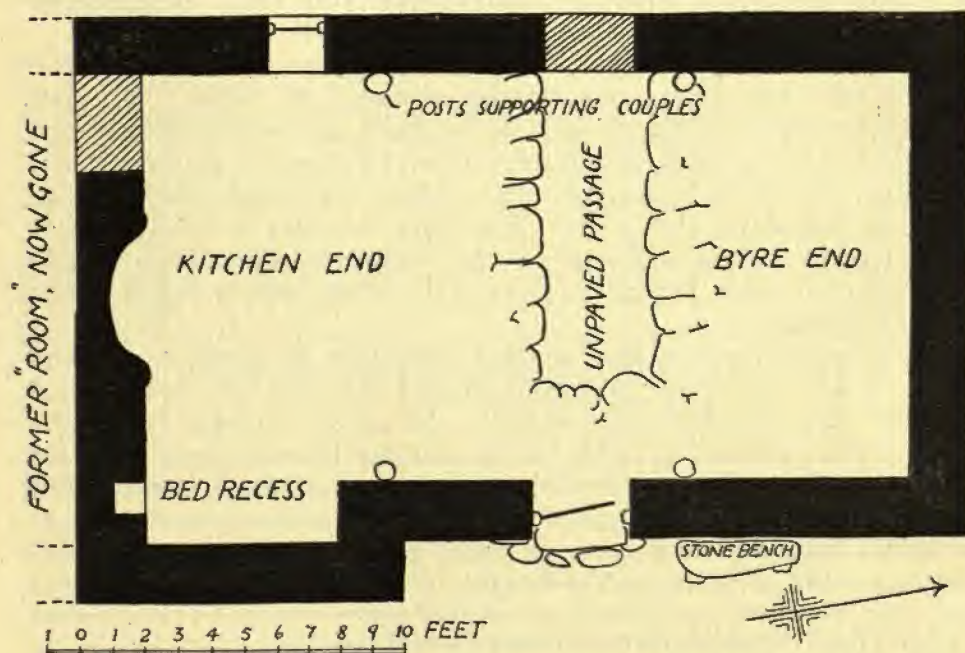 POSTS SUPPORTING COUPLES
FORMER "ROOM", NOW GONE
KITCHEN END
UNPAVED PASSAGE
BYRE END
BED RECESS
STONE BENCH
1 0 1 2 3 4 5 6 7 8 9 10 FEET